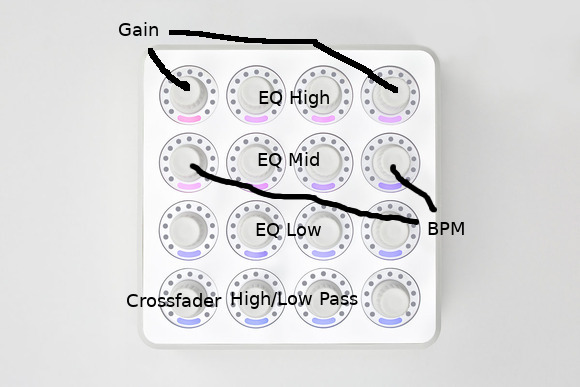 Gain
EQ High
EQ Mid
EQ Low
BPM
Crossfader
High/Low Pass